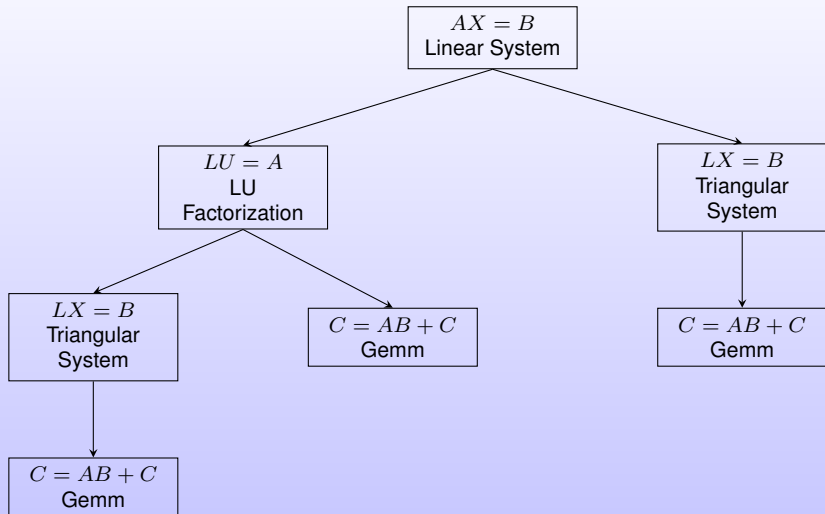 AX = B
Linear System
LU = A
LU
Factorization
LX = B
Triangular
System
LX = B
Triangular
System
C = AB + C
Gemm
C = AB + C
Gemm
C = AB + C
Gemm